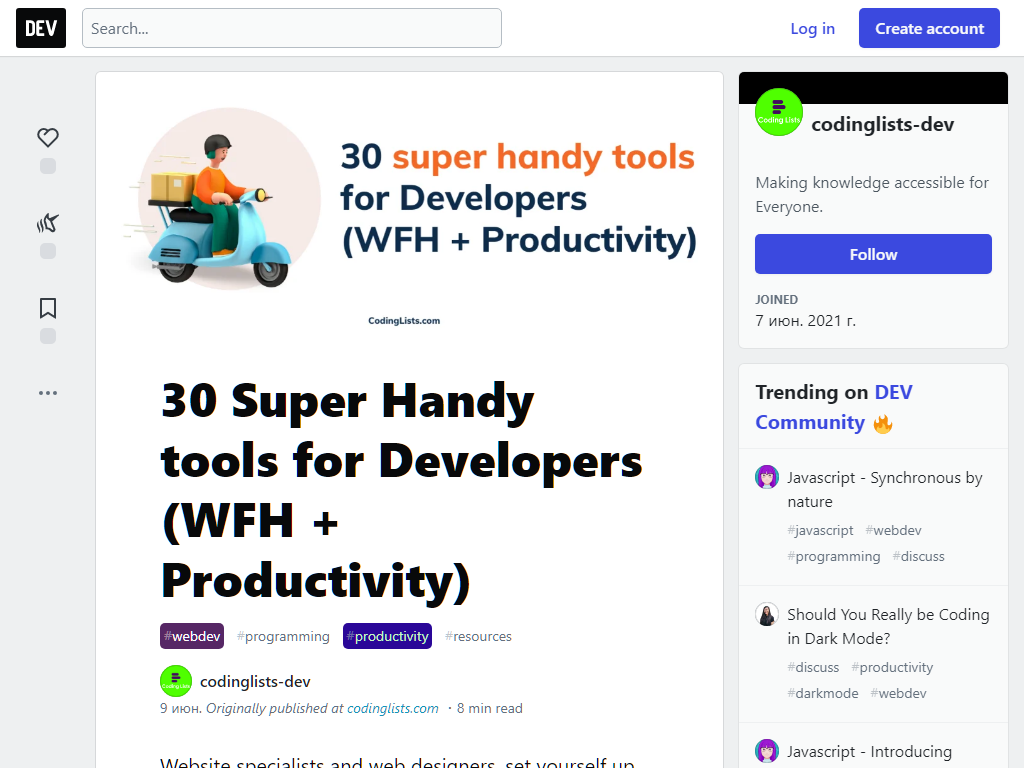 DEV
Search...
Log in
Create account
30 super handy tools
for Developers
(WFH + Productivity)
CodingLists.com
30 Super Handy
tools for Developers
(WFH +
Productivity)
#webdev #programming #productivity #resources
Coding Lists
codinglists-dev
9 июн. Originally published at codinglists.com ・8 min read
Website specialists and web designers, set yourself up
Coding Lists
codinglists-dev
Making knowledge accessible for
Everyone.
Follow
JOINED
7 июн. 2021 г.
Trending on DEV
Community 🔥
Javascript - Synchronous by
nature
#javascript #webdev
#programming #discuss
Should You Really be Coding
in Dark Mode?
#discuss #productivity
#darkmode #webdev
Javascript - Introducing